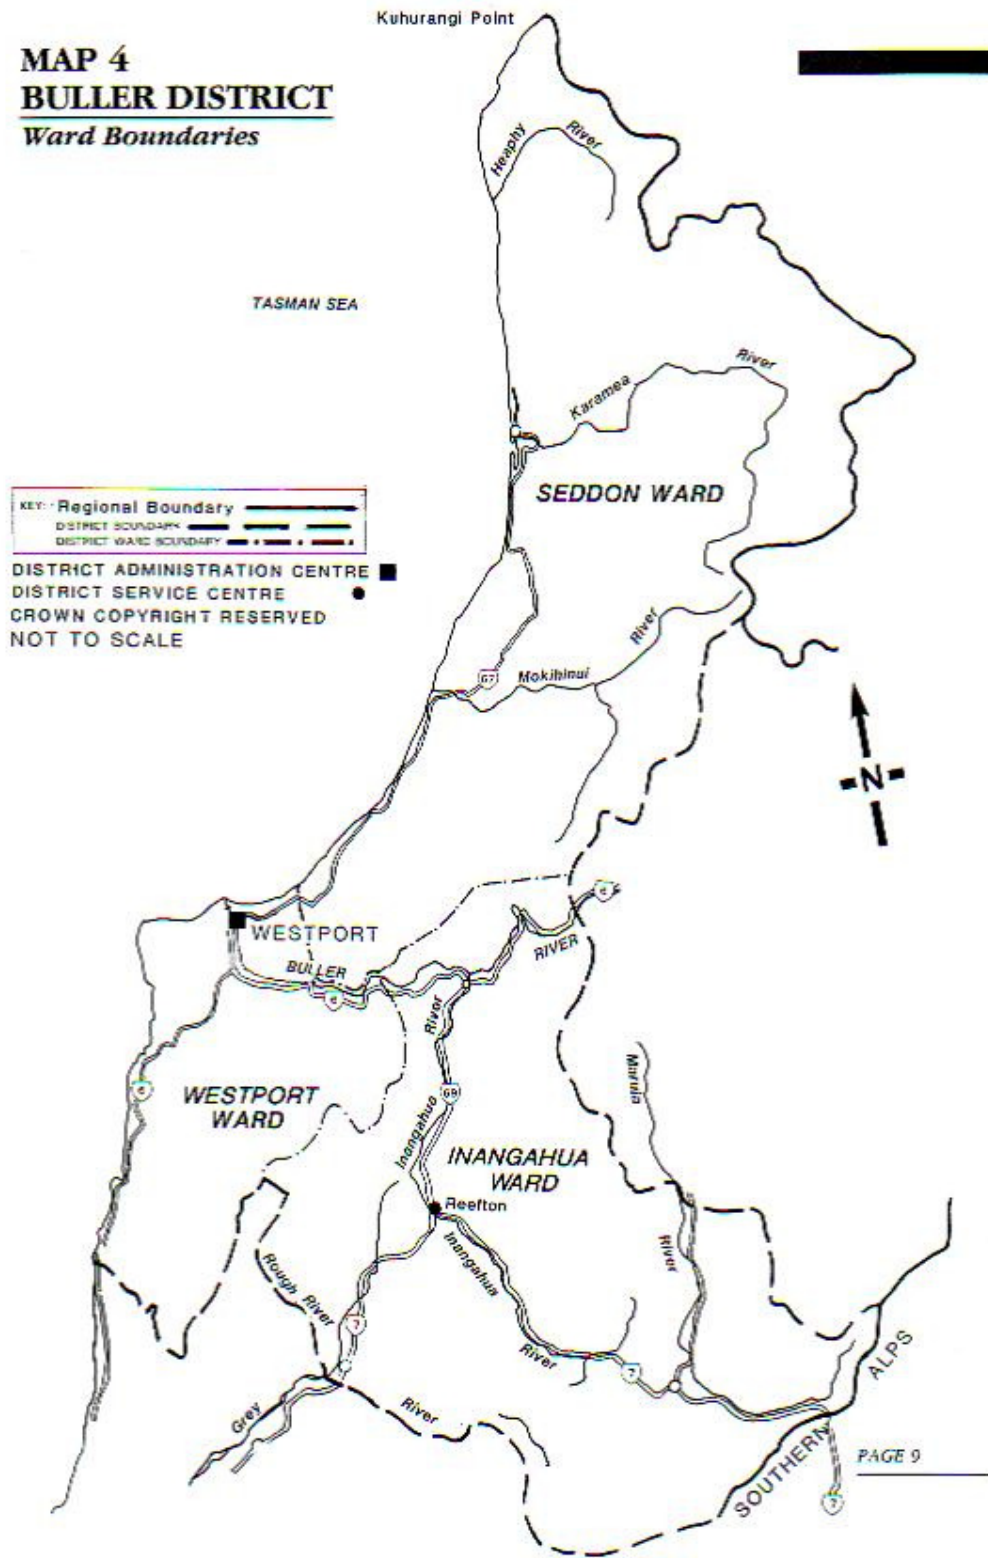 Kuhurangi Point
MAP 4
BULLER DISTRICT
Ward Boundaries
Heaphy River
TASMAN SEA
Karamea River
SEDDON WARD
KEY: Regional Boundary
DISTRICT BOUNDARY
DISTRICT WARD BOUNDARY
DISTRICT ADMINISTRATION CENTRE
DISTRICT SERVICE CENTRE
CROWN COPYRIGHT RESERVED
NOT TO SCALE
67
Mokihinui River
N
6
WESTPORT
BULLER RIVER
6
River
6
WESTPORT
WARD
69
Inangahua
Maruia
INANGAHUA
WARD
Reefton
Inangahua
River
River
Rough River
7
7
ALPS
Grey
River
SOUTHERN
PAGE 9
7